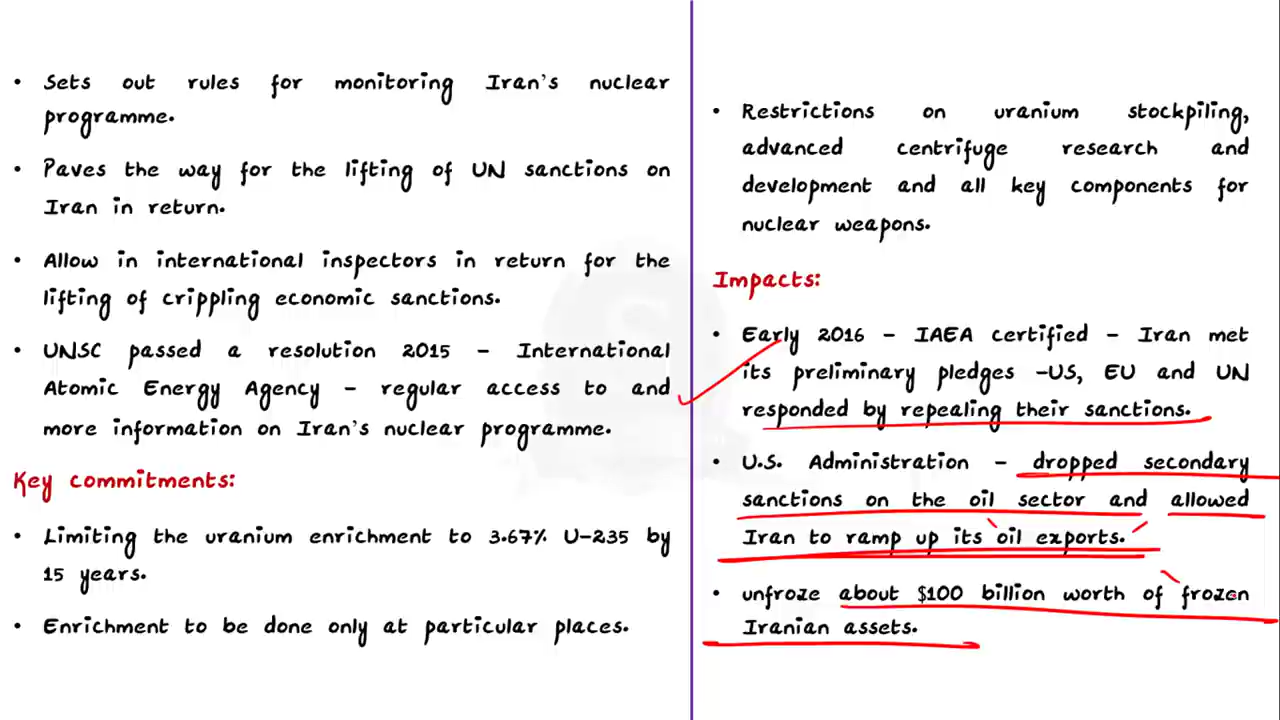 • Sets out rules for monitoring Iran's nuclear
programme.
• Paves the way for the lifting of UN sanctions on
Iran in return.
• Allow in international inspectors in return for the
lifting of crippling economic sanctions.
• UNSC passed a resolution 2015 – International
Atomic Energy Agency – regular access to and
more information on Iran's nuclear programme.
Key commitments:
• Limiting the uranium enrichment to 3.67% U-235 by
15 years.
• Enrichment to be done only at particular places.
• Restrictions on uranium stockpiling,
advanced centrifuge research and
development and all key components for
nuclear weapons.
Impacts:
• Early 2016 – IAEA certified – Iran met
its preliminary pledges –US, EU and UN
responded by repealing their sanctions.
• U.S. Administration – dropped secondary
sanctions on the oil sector and allowed
Iran to ramp up its oil exports.
• unfroze about $100 billion worth of frozen
Iranian assets.